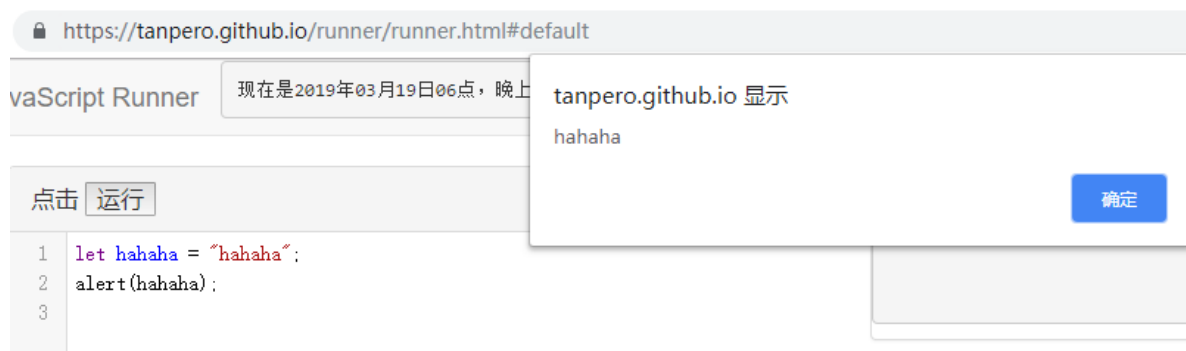 https://tanpero.github.io/runner/runner.html#default
vaScript Runner
现在是2019年03月19日06点，晚上
tanpero.github.io 显示
hahaha
确定
点击 运行
1 let hahaha = "hahaha";
2 alert(hahaha);
3